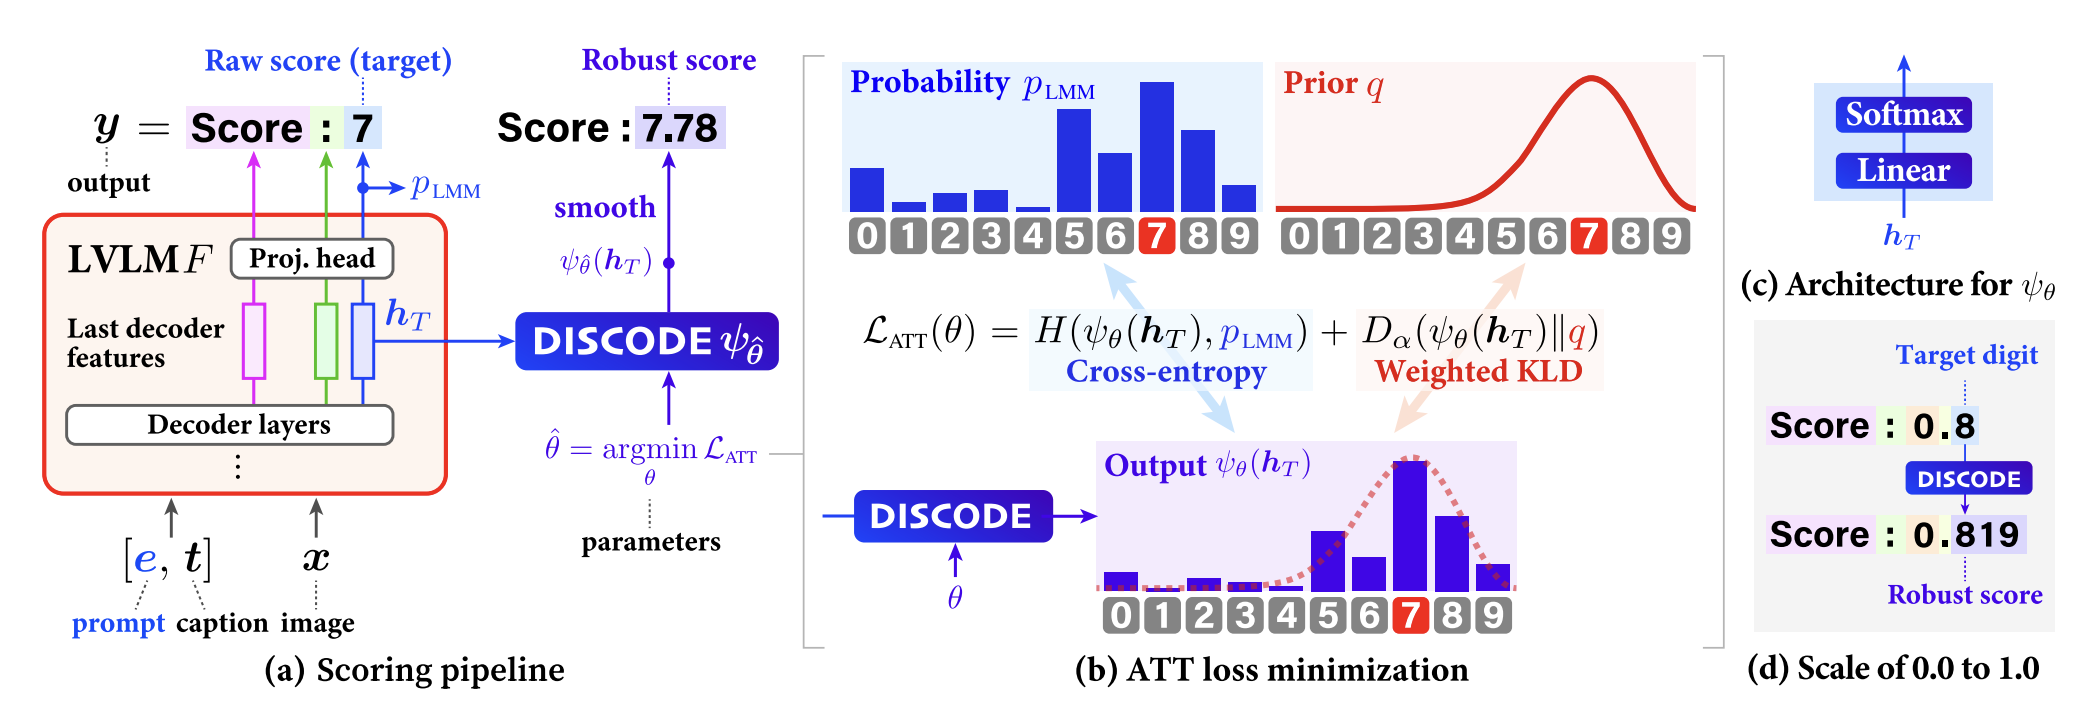 Raw score (target)
y = Score : 7
output
p_LMM
LVLM F
Proj. head
Last decoder
features
h_T
Decoder layers
⋮
[e, t] x
prompt caption image
(a) Scoring pipeline
Robust score
Score : 7.78
smooth
ψ_θ̂(h_T)
DISCODE ψ_θ̂
θ̂ = argmin_θ ℒ_ATT
parameters
Probability p_LMM
0 1 2 3 4 5 6 7 8 9
Prior q
0 1 2 3 4 5 6 7 8 9
ℒ_ATT(θ) = H(ψ_θ(h_T), p_LMM) + D_α(ψ_θ(h_T)∥q)
Cross-entropy Weighted KLD
DISCODE
θ
Output ψ_θ(h_T)
0 1 2 3 4 5 6 7 8 9
(b) ATT loss minimization
Softmax
Linear
h_T
(c) Architecture for ψ_θ
Target digit
Score : 0.8
DISCODE
Score : 0.819
Robust score
(d) Scale of 0.0 to 1.0